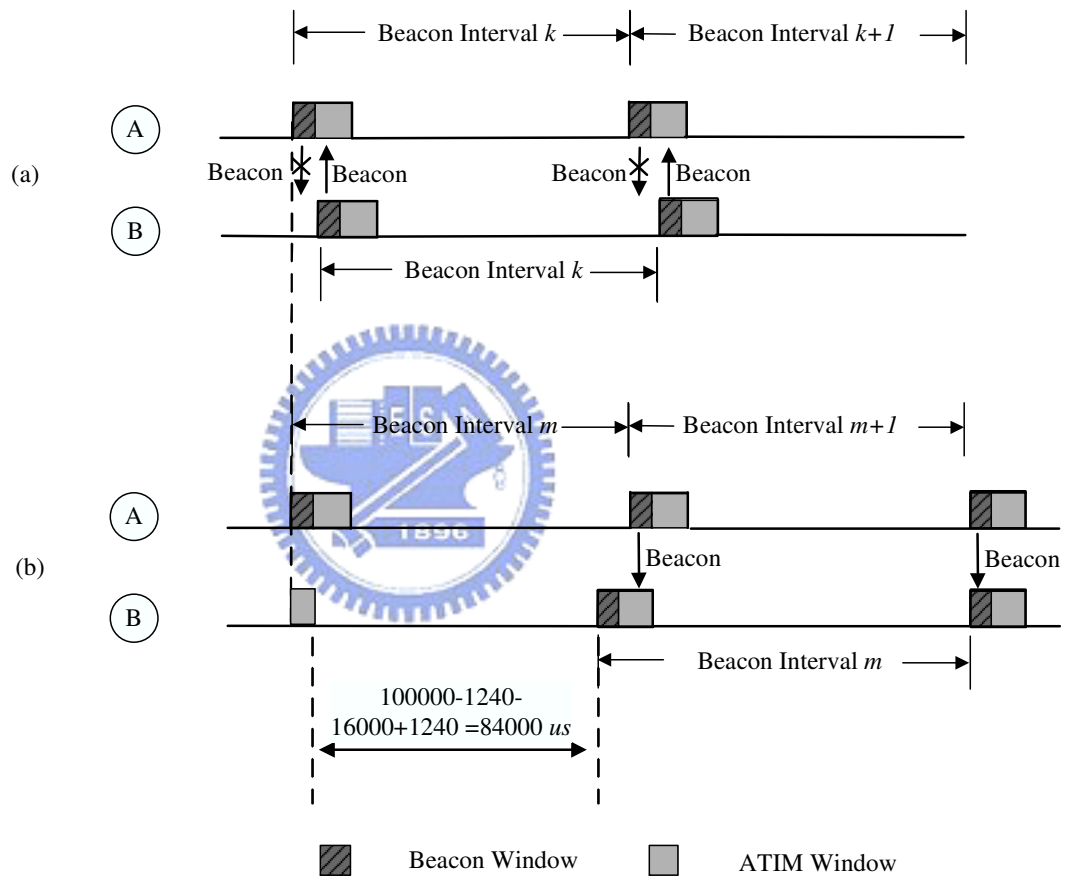 Beacon Interval k Beacon Interval k+1
A
(a)
Beacon Beacon Beacon Beacon
B
Beacon Interval k
E S
Beacon Interval m Beacon Interval m+1
A
1896
(b)
Beacon Beacon
B
Beacon Interval m
100000-1240-
16000+1240 =84000 us
Beacon Window ATIM Window